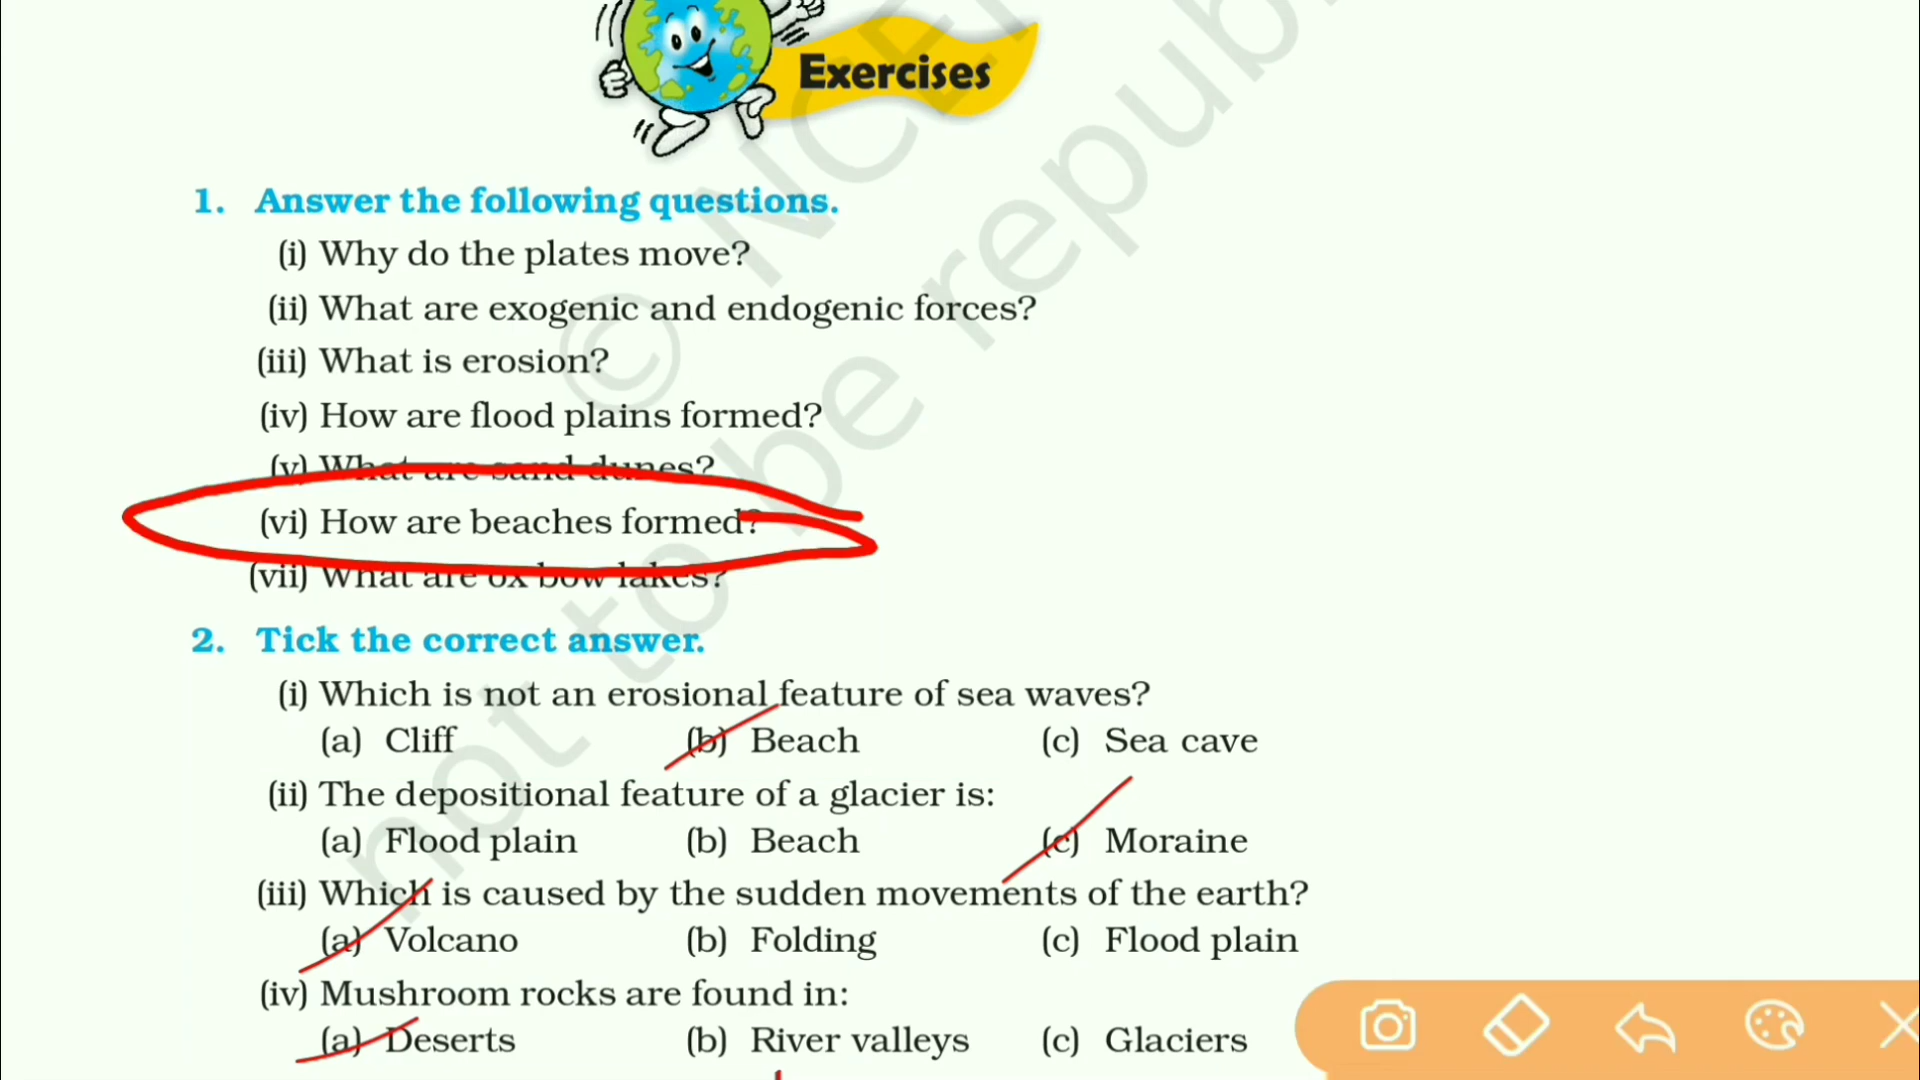 Exercises
1. Answer the following questions.
(i) Why do the plates move?
(ii) What are exogenic and endogenic forces?
(iii) What is erosion?
(iv) How are flood plains formed?
(v) What are sand dunes?
(vi) How are beaches formed?
(vii) What are ox bow lakes?
2. Tick the correct answer.
(i) Which is not an erosional feature of sea waves?
(a) Cliff (b) Beach (c) Sea cave
(ii) The depositional feature of a glacier is:
(a) Flood plain (b) Beach (c) Moraine
(iii) Which is caused by the sudden movements of the earth?
(a) Volcano (b) Folding (c) Flood plain
(iv) Mushroom rocks are found in:
(a) Deserts (b) River valleys (c) Glaciers
© NCE
not to be repub